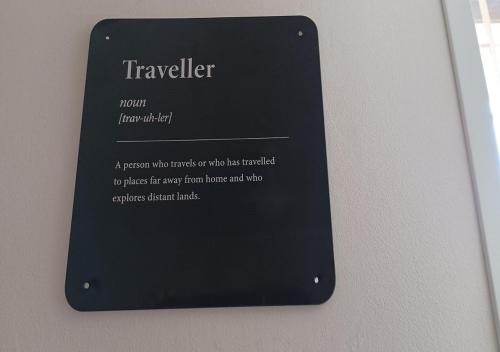 Traveller
noun
[trav-uh-ler]
A person who travels or who has travelled
to places far away from home and who
explores distant lands.